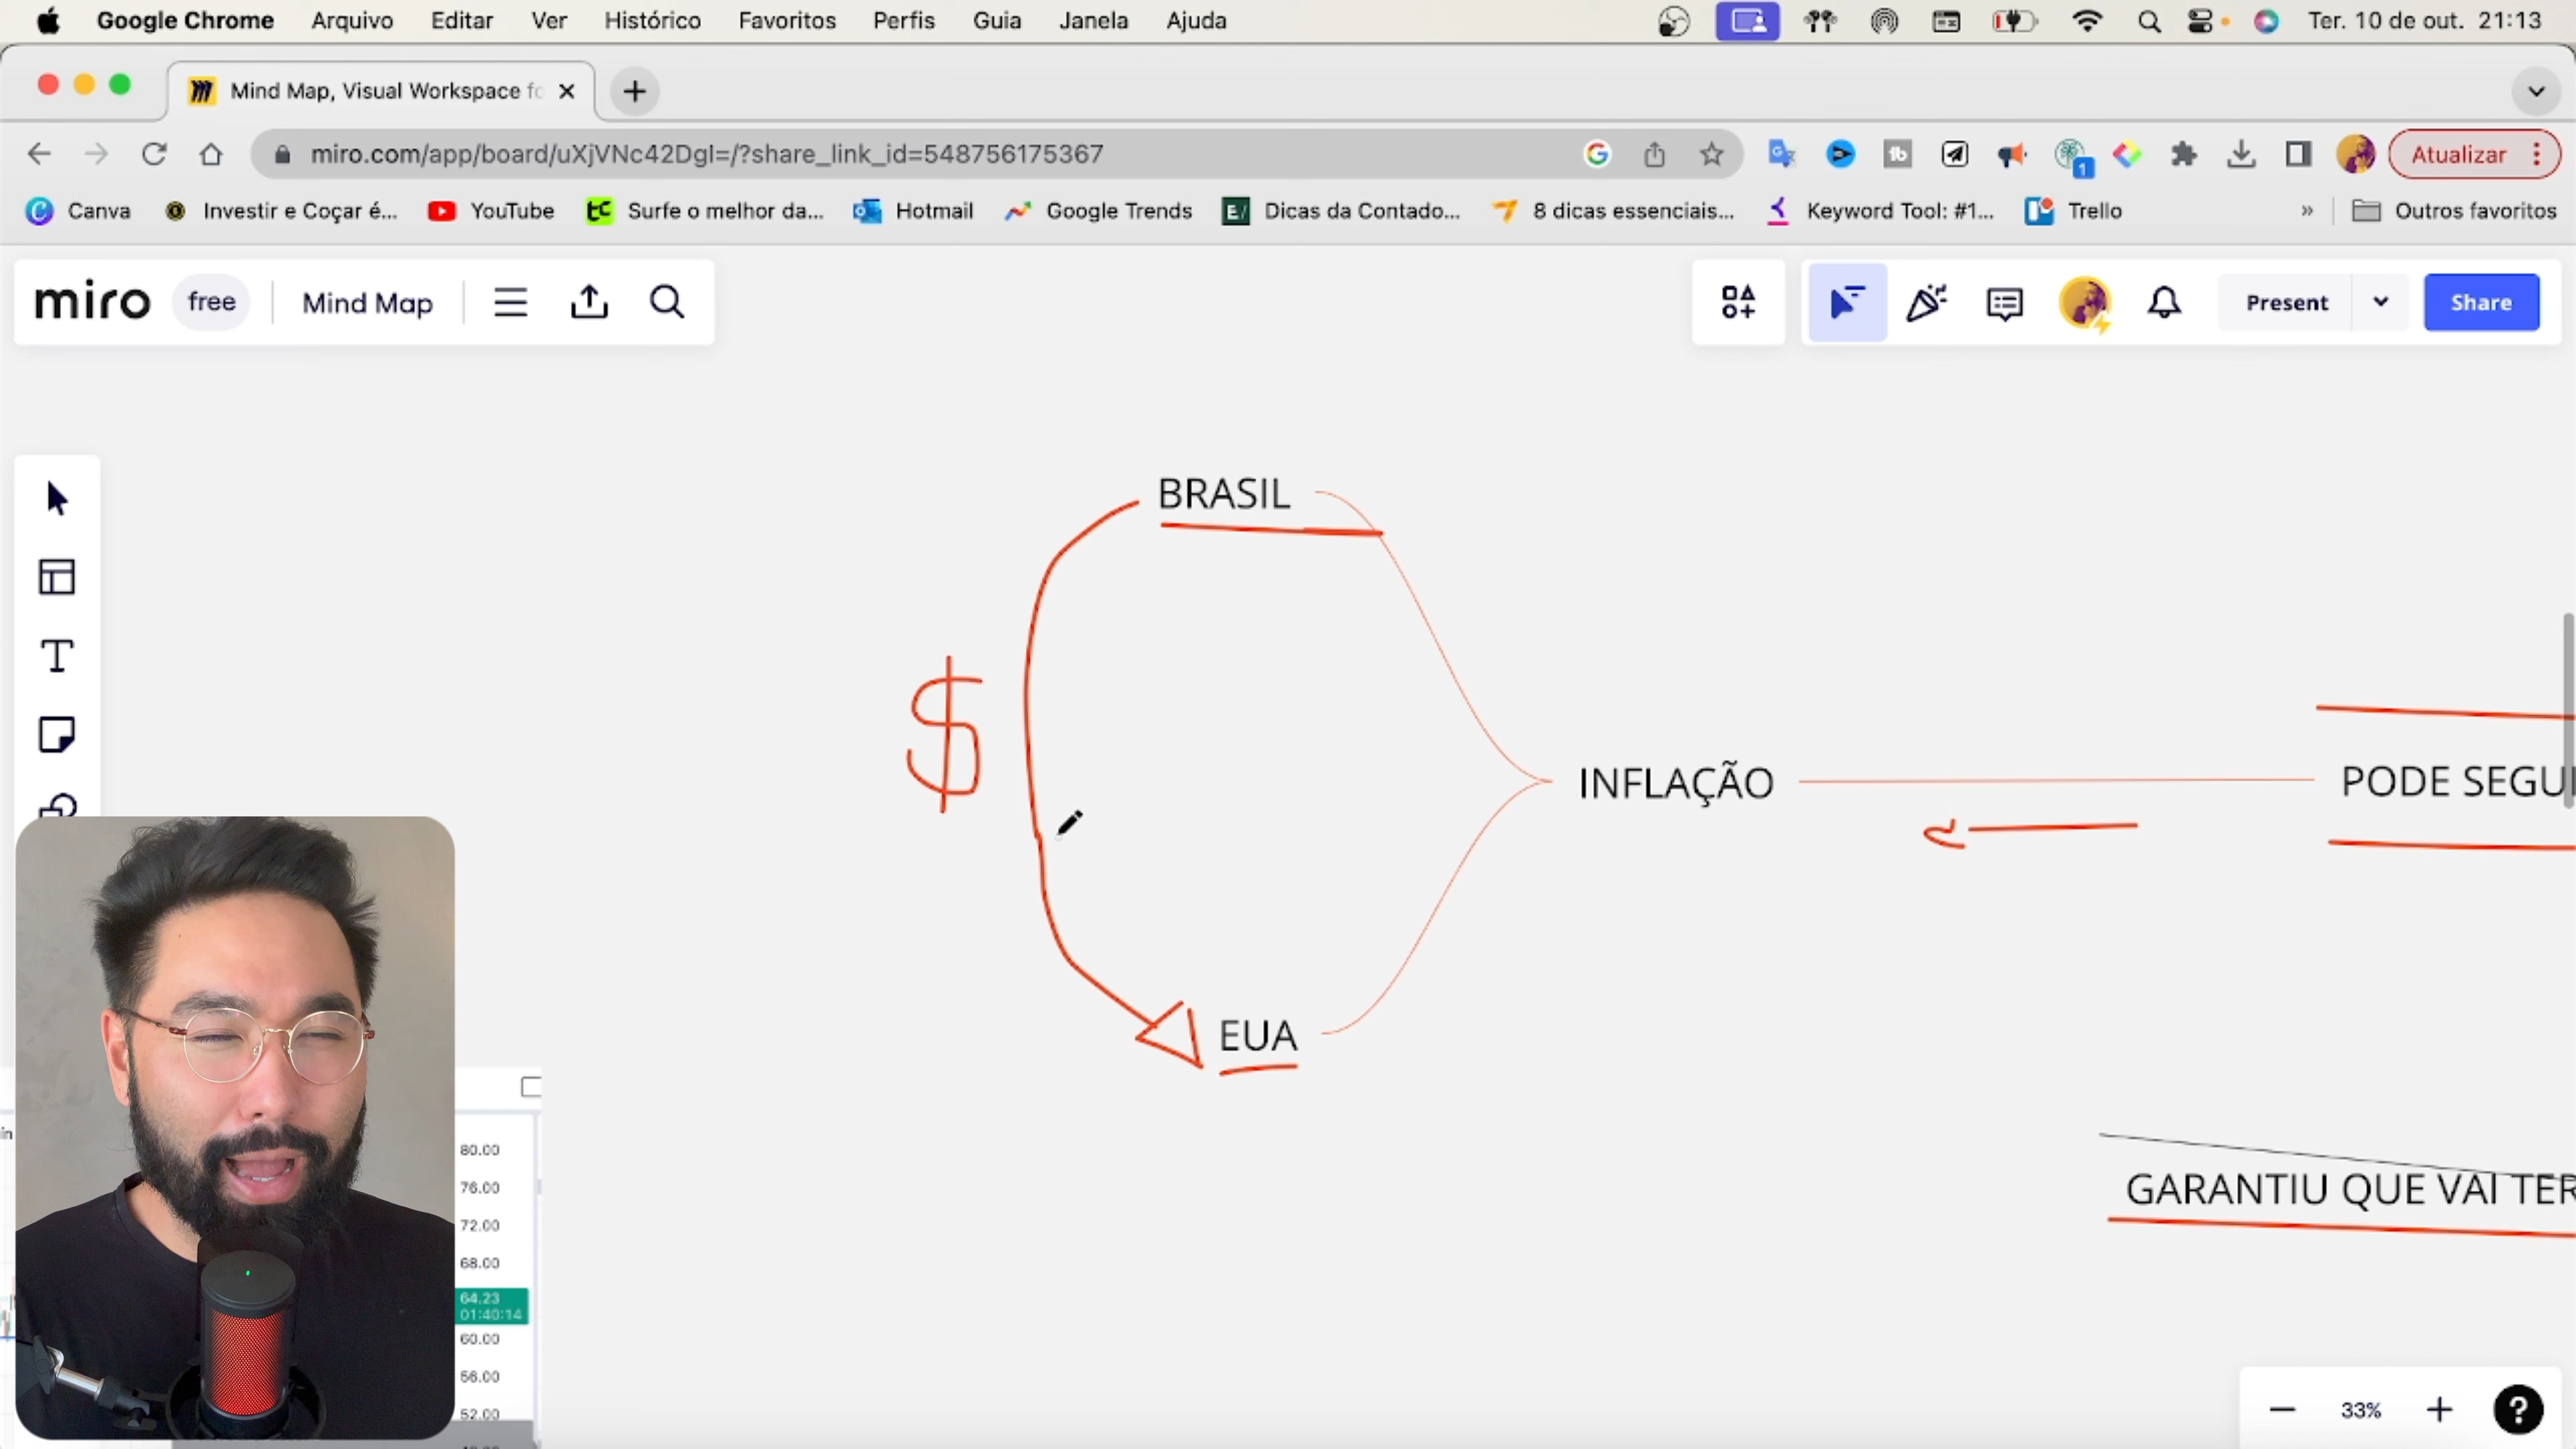 Google Chrome Arquivo Editar Ver Histórico Favoritos Perfis Guia Janela Ajuda Ter. 10 de out. 21:13
Mind Map, Visual Workspace fo
miro.com/app/board/uXjVNc42DgI=/?share_link_id=548756175367
1
Atualizar
Canva Investir e Coçar é... YouTube Surfe o melhor da... Hotmail Google Trends Dicas da Contado... 8 dicas essenciais... Keyword Tool: #1... Trello » Outros favoritos
miro free Mind Map Present Share
BRASIL
$
INFLAÇÃO
PODE SEGU
EUA
GARANTIU QUE VAI TER
in
80.00
76.00
72.00
68.00
64.23
01:40:14
60.00
56.00
52.00
33%